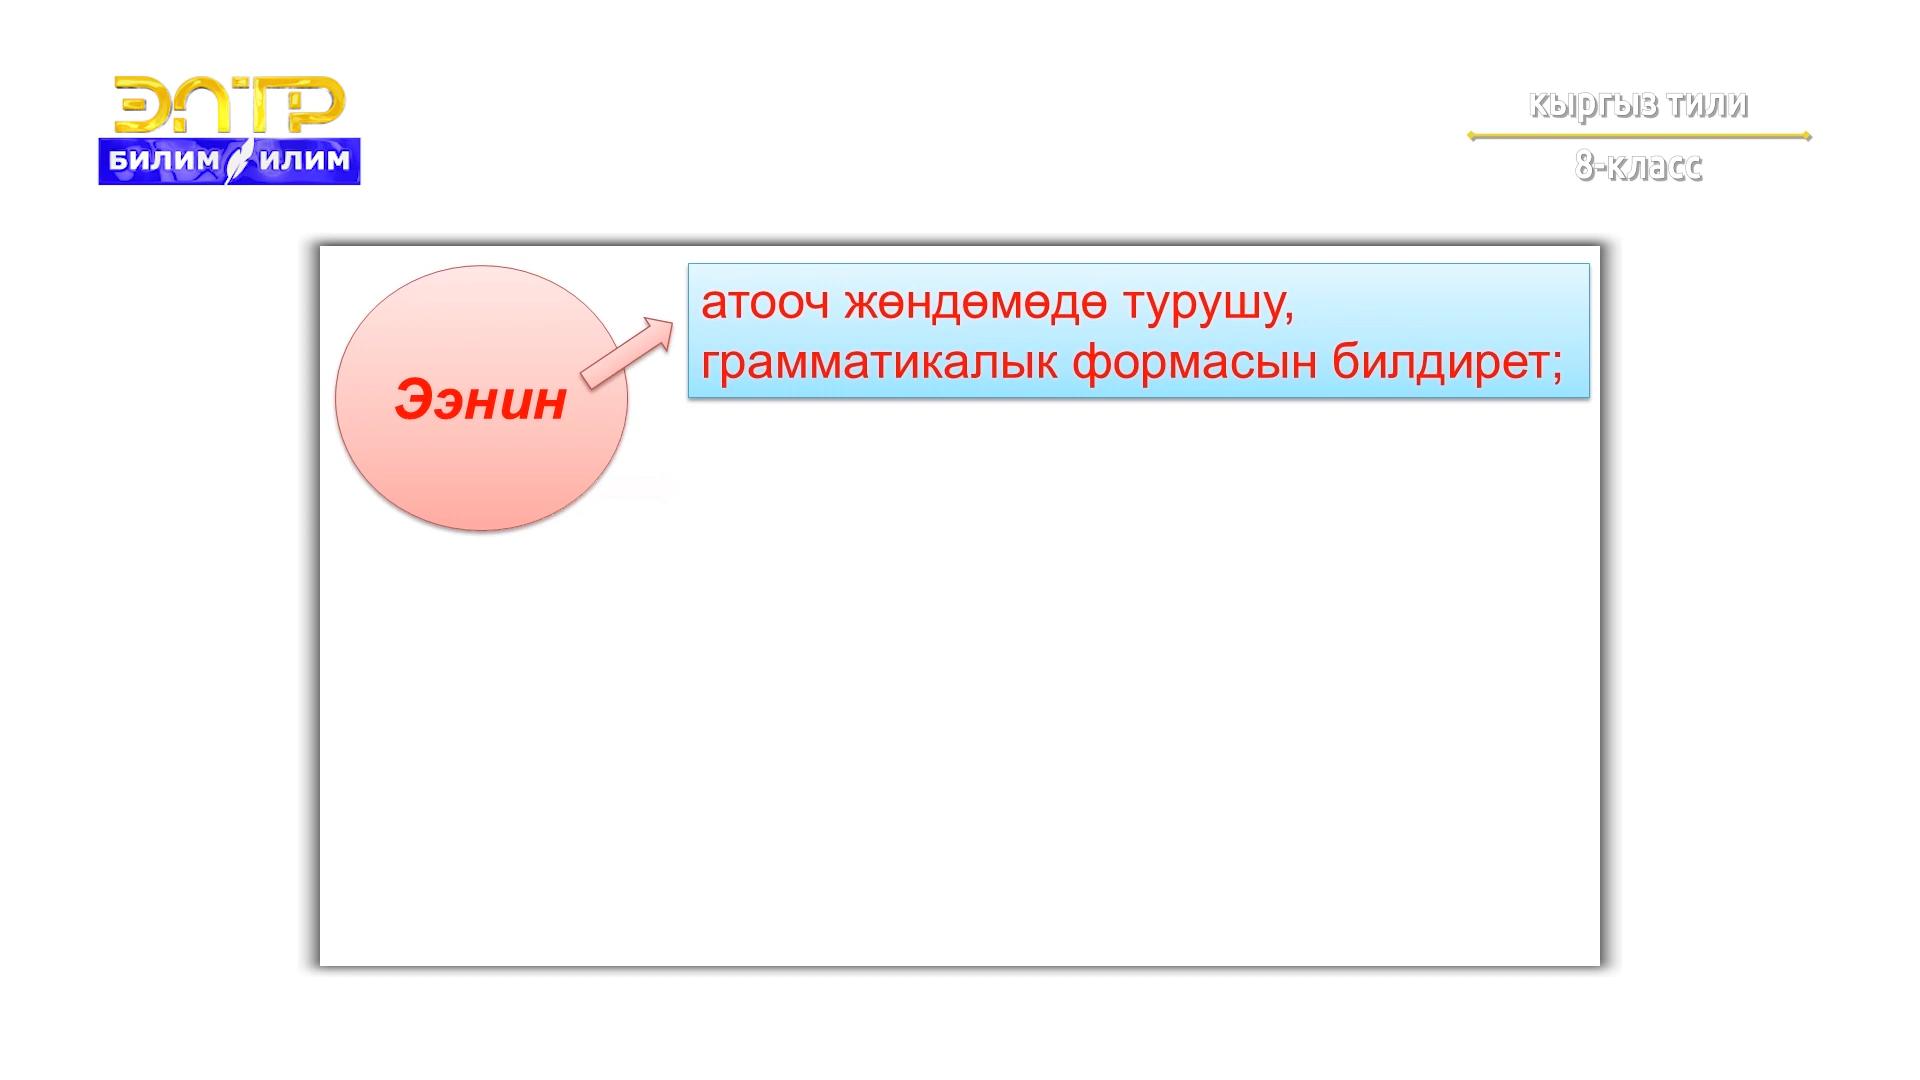 ЭЛТР
БИЛИМ ИЛИМ
кыргыз тили
8-класс
Ээнин
атооч жөндөмөдө турушу,
грамматикалык формасын билдирет;